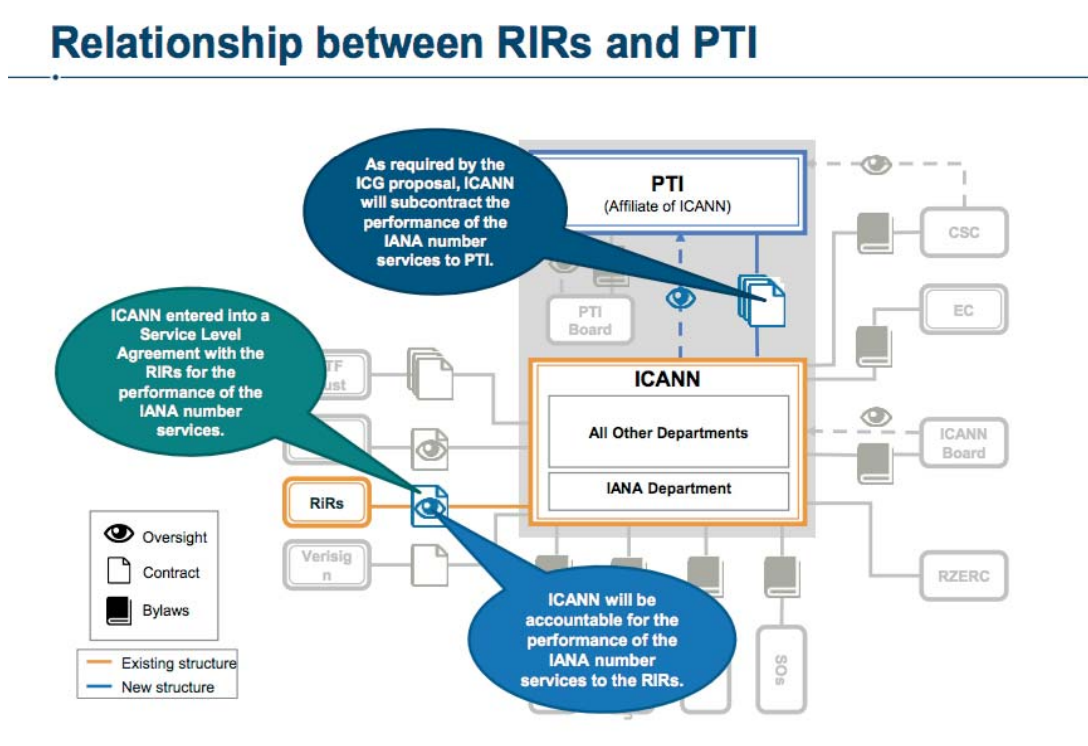 Relationship between RIRs and PTI
As required by the
ICG proposal, ICANN
will subcontract the
performance of the
IANA number
services to PTI.
PTI
(Affiliate of ICANN)
CSC
ICANN entered into a
Service Level
Agreement with the
RIRs for the
performance of the
IANA number
services.
PTI
Board
EC
TF
ust
ICANN
All Other Departments
IANA Department
ICANN
Board
RiRs
Verisig
n
RZERC
Oversight
Contract
Bylaws
Existing structure
New structure
ICANN will be
accountable for the
performance of the
IANA number
services to the RIRs.
SOs